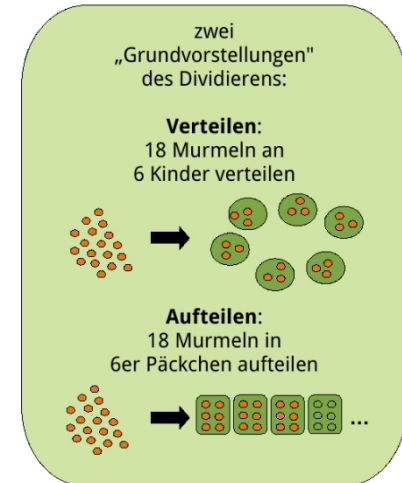 zwei
„Grundvorstellungen"
des Dividierens:
Verteilen:
18 Murmeln an
6 Kinder verteilen
Aufteilen:
18 Murmeln in
6er Päckchen aufteilen
...